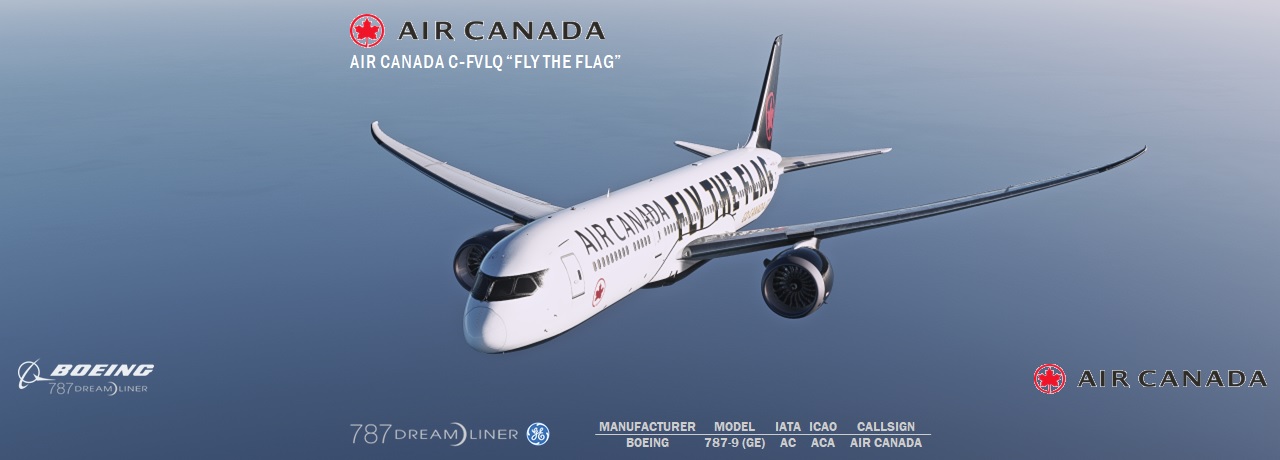 AIR CANADA
AIR CANADA C-FVLQ “FLY THE FLAG”
AIR CANADA FLY THE FLAG
BOEING
787 DREAMLINER
AIR CANADA
787 DREAMLINER GE
MANUFACTURER MODEL IATA ICAO CALLSIGN
BOEING 787-9 (GE) AC ACA AIR CANADA